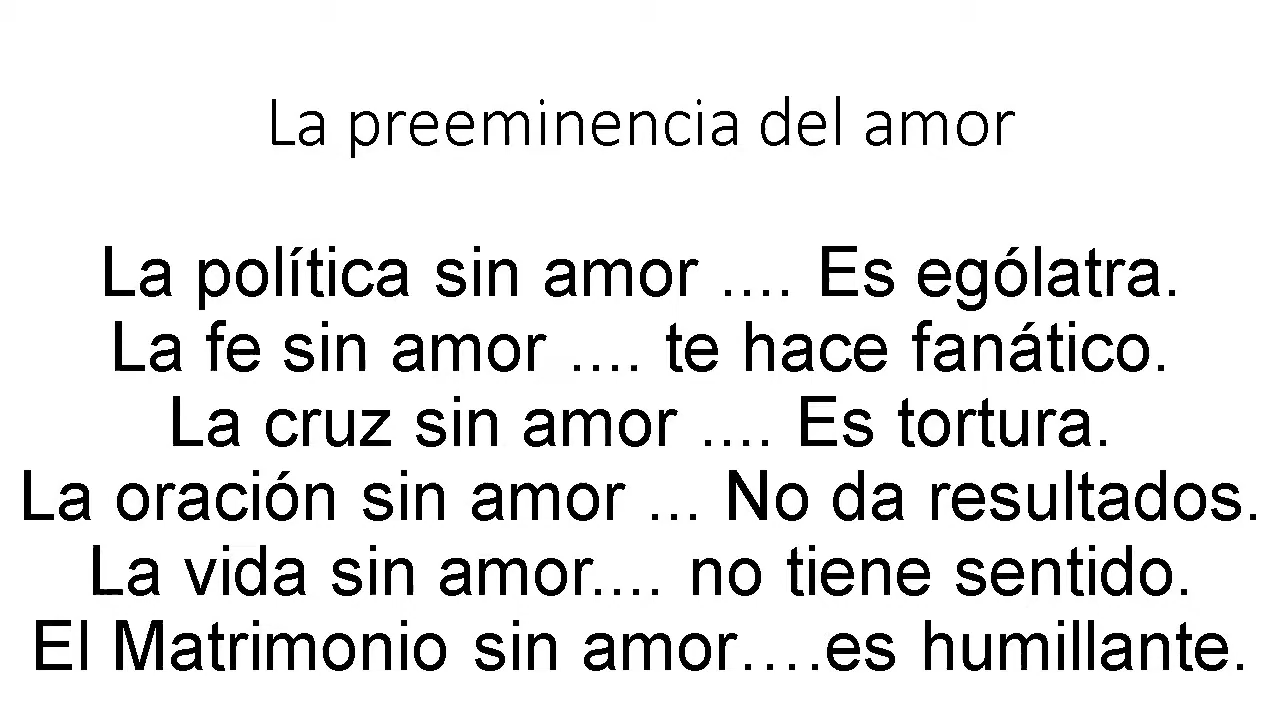 La preeminencia del amor
La política sin amor .... Es ególatra.
La fe sin amor .... te hace fanático.
La cruz sin amor .... Es tortura.
La oración sin amor ... No da resultados.
La vida sin amor.... no tiene sentido.
El Matrimonio sin amor….es humillante.